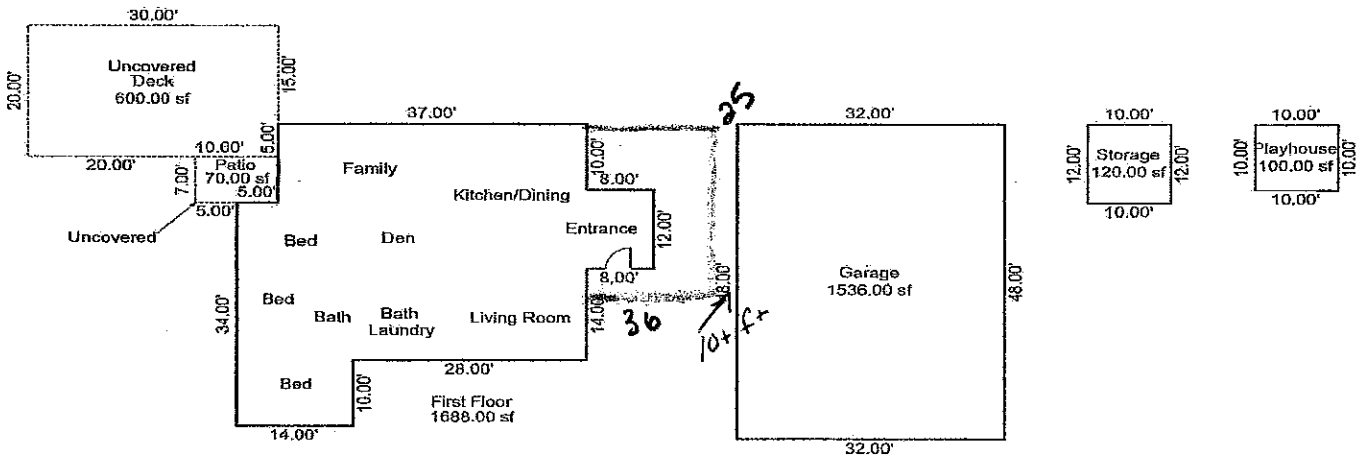 30.00'
20.00'
Uncovered
Deck
600.00 sf
15.00'
20.00'
10.00'
5.00'
Patio
70.00 sf
7.00'
5.00'
5.00'
Uncovered
37.00'
Family
10.00'
8.00'
Kitchen/Dining
Entrance
12.00'
Bed
Den
8.00'
Bed
Bath
Bath
Laundry
Living Room
14.00'
34.00'
Bed
10.00'
28.00'
14.00'
First Floor
1688.00 sf
25
36
10+ ft
32.00'
Garage
1536.00 sf
48.00'
32.00'
10.00'
12.00'
Storage
120.00 sf
12.00'
10.00'
10.00'
10.00'
Playhouse
100.00 sf
10.00'
10.00'